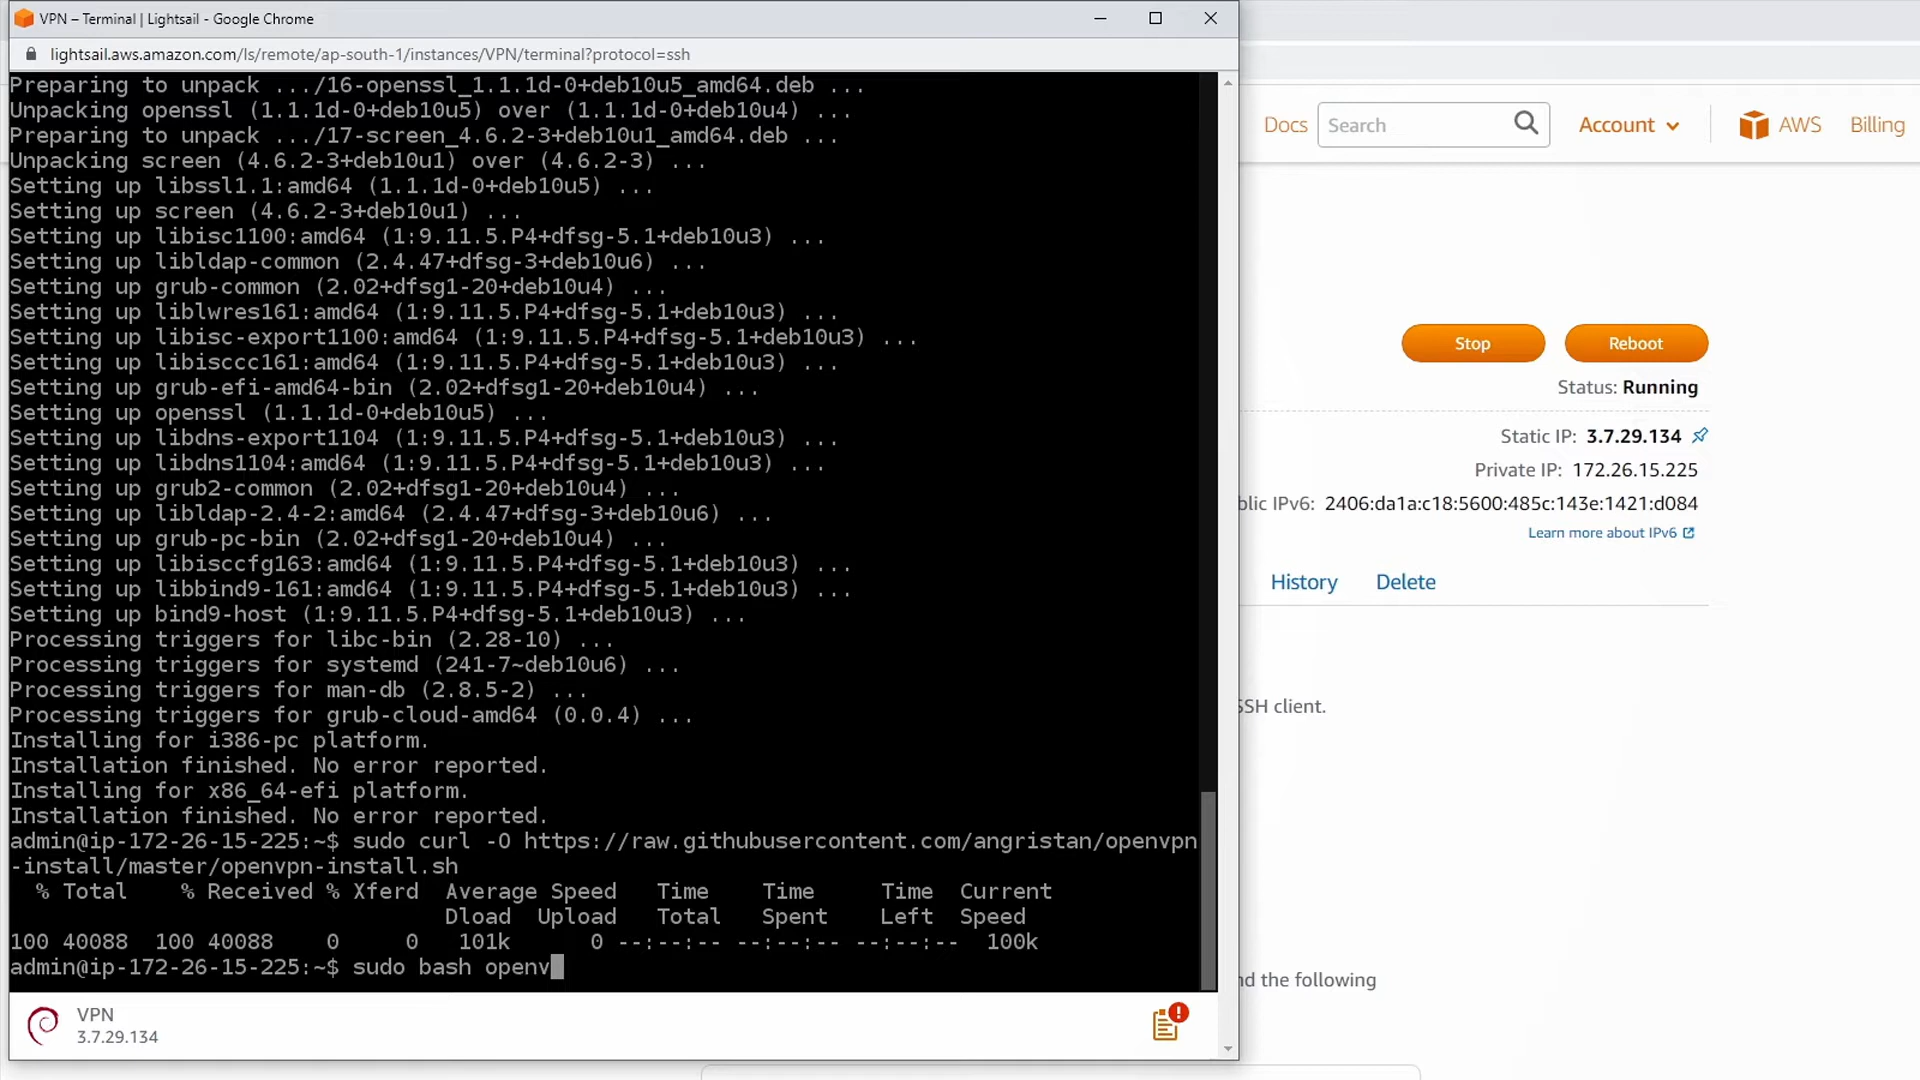 VPN – Terminal | Lightsail - Google Chrome
lightsail.aws.amazon.com/ls/remote/ap-south-1/instances/VPN/terminal?protocol=ssh
Preparing to unpack .../16-openssl_1.1.1d-0+deb10u5_amd64.deb ...
Unpacking openssl (1.1.1d-0+deb10u5) over (1.1.1d-0+deb10u4) ...
Preparing to unpack .../17-screen_4.6.2-3+deb10u1_amd64.deb ...
Unpacking screen (4.6.2-3+deb10u1) over (4.6.2-3) ...
Setting up libssl1.1:amd64 (1.1.1d-0+deb10u5) ...
Setting up screen (4.6.2-3+deb10u1) ...
Setting up libisc1100:amd64 (1:9.11.5.P4+dfsg-5.1+deb10u3) ...
Setting up libldap-common (2.4.47+dfsg-3+deb10u6) ...
Setting up grub-common (2.02+dfsg1-20+deb10u4) ...
Setting up liblwres161:amd64 (1:9.11.5.P4+dfsg-5.1+deb10u3) ...
Setting up libisc-export1100:amd64 (1:9.11.5.P4+dfsg-5.1+deb10u3) ...
Setting up libisccc161:amd64 (1:9.11.5.P4+dfsg-5.1+deb10u3) ...
Setting up grub-efi-amd64-bin (2.02+dfsg1-20+deb10u4) ...
Setting up openssl (1.1.1d-0+deb10u5) ...
Setting up libdns-export1104 (1:9.11.5.P4+dfsg-5.1+deb10u3) ...
Setting up libdns1104:amd64 (1:9.11.5.P4+dfsg-5.1+deb10u3) ...
Setting up grub2-common (2.02+dfsg1-20+deb10u4) ...
Setting up libldap-2.4-2:amd64 (2.4.47+dfsg-3+deb10u6) ...
Setting up grub-pc-bin (2.02+dfsg1-20+deb10u4) ...
Setting up libisccfg163:amd64 (1:9.11.5.P4+dfsg-5.1+deb10u3) ...
Setting up libbind9-161:amd64 (1:9.11.5.P4+dfsg-5.1+deb10u3) ...
Setting up bind9-host (1:9.11.5.P4+dfsg-5.1+deb10u3) ...
Processing triggers for libc-bin (2.28-10) ...
Processing triggers for systemd (241-7~deb10u6) ...
Processing triggers for man-db (2.8.5-2) ...
Processing triggers for grub-cloud-amd64 (0.0.4) ...
Installing for i386-pc platform.
Installation finished. No error reported.
Installing for x86_64-efi platform.
Installation finished. No error reported.
admin@ip-172-26-15-225:~$ sudo curl -O https://raw.githubusercontent.com/angristan/openvpn
-install/master/openvpn-install.sh
% Total % Received % Xferd Average Speed Time Time Time Current
Dload Upload Total Spent Left Speed
100 40088 100 40088 0 0 101k 0 --:--:-- --:--:-- --:--:-- 100k
admin@ip-172-26-15-225:~$ sudo bash openv
VPN
3.7.29.134
Docs Search Account AWS Billing
Stop Reboot
Status: Running
Static IP: 3.7.29.134
Private IP: 172.26.15.225
blic IPv6: 2406:da1a:c18:5600:485c:143e:1421:d084
Learn more about IPv6
History Delete
SSH client.
nd the following